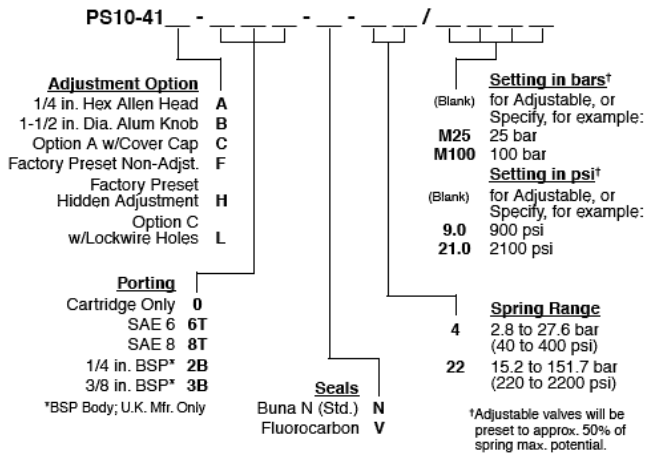 PS10-41__ - __ __ __ - __ - __ __ / __ __ __ __
Adjustment Option
1/4 in. Hex Allen Head A
1-1/2 in. Dia. Alum Knob B
Option A w/Cover Cap C
Factory Preset Non-Adjst. F
Factory Preset
Hidden Adjustment H
Option C
w/Lockwire Holes L
Porting
Cartridge Only 0
SAE 6 6T
SAE 8 8T
1/4 in. BSP* 2B
3/8 in. BSP* 3B
*BSP Body; U.K. Mfr. Only
Seals
Buna N (Std.) N
Fluorocarbon V
Setting in bars†
(Blank) for Adjustable, or
Specify, for example:
M25 25 bar
M100 100 bar
Setting in psi†
(Blank) for Adjustable, or
Specify, for example:
9.0 900 psi
21.0 2100 psi
Spring Range
4 2.8 to 27.6 bar
(40 to 400 psi)
22 15.2 to 151.7 bar
(220 to 2200 psi)
†Adjustable valves will be
preset to approx. 50% of
spring max. potential.